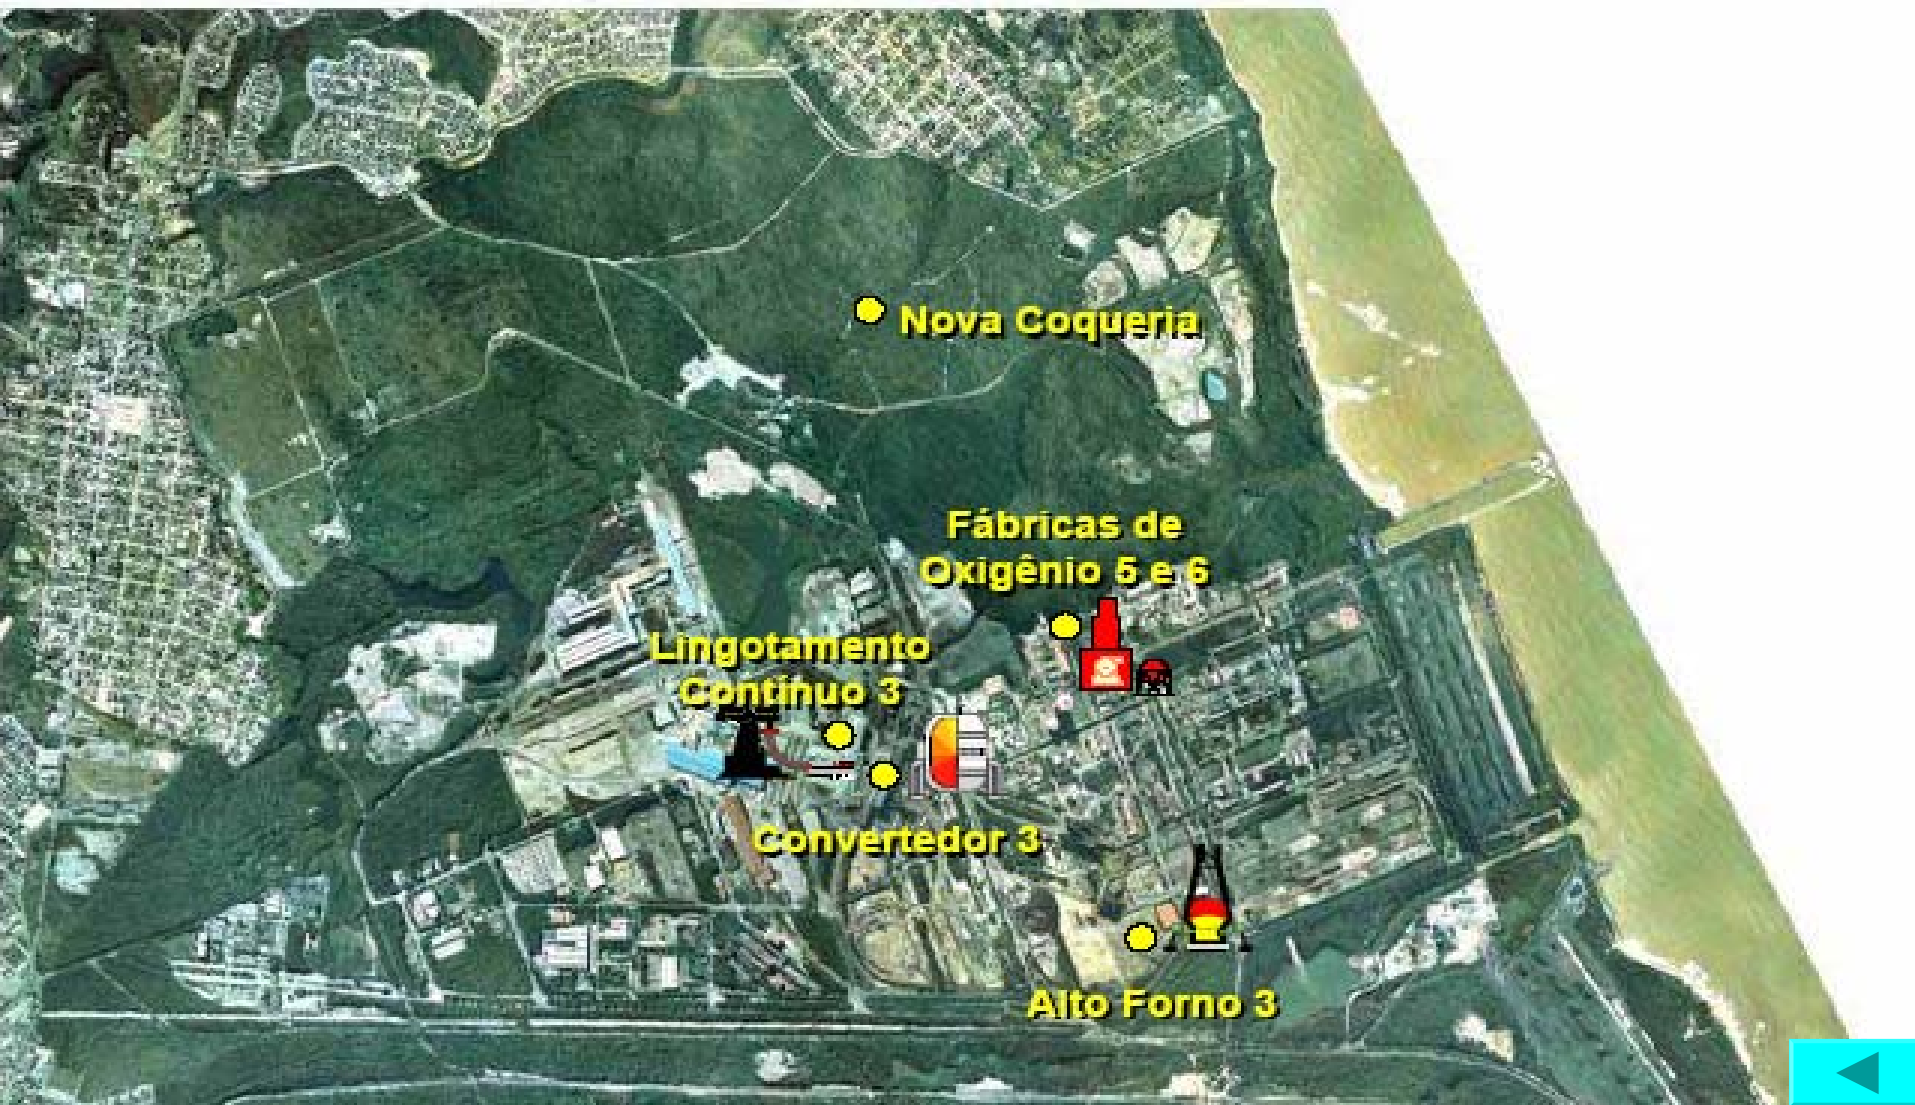 Nova Coqueria
Fábricas de
Oxigênio 5 e 6
Lingotamento
Contínuo 3
Convertedor 3
Alto Forno 3